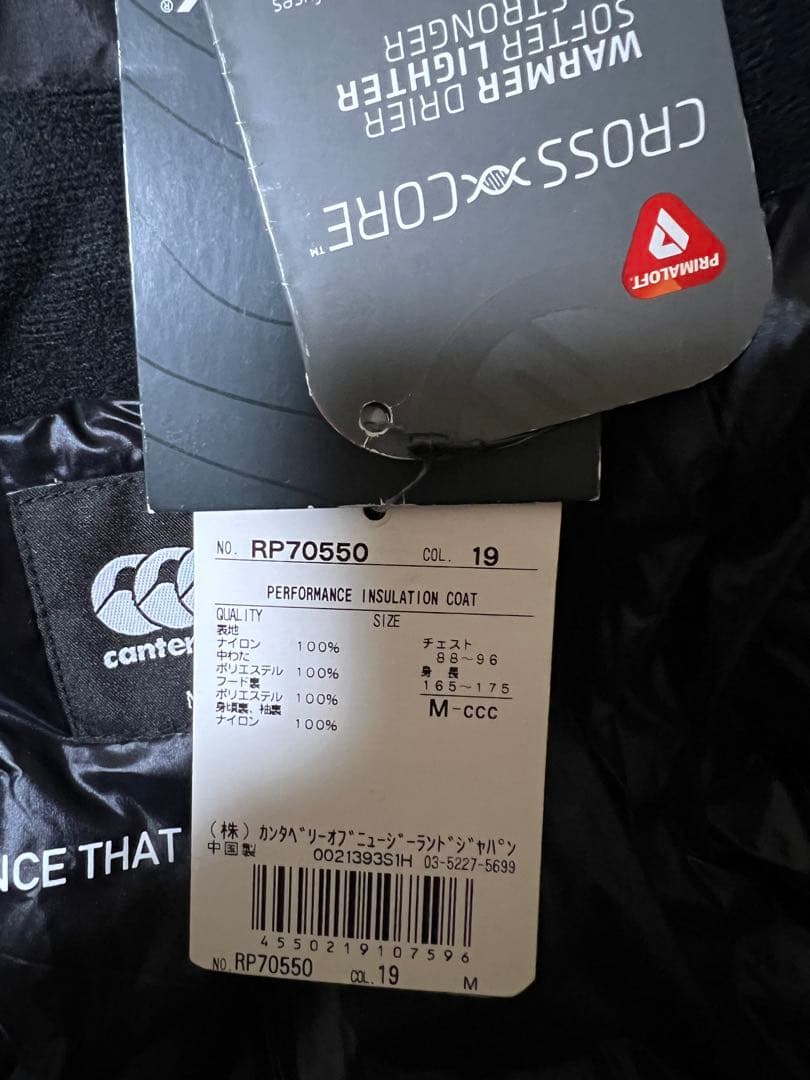 ®
STRONGER
SOFTER LIGHTER
WARMER DRIER
CROSS CORE™
PRIMALOFT®
canter
NCE THAT
NO. RP70550 COL. 19
PERFORMANCE INSULATION COAT
QUALITY SIZE
表地
ナイロン 100%
中わた
ポリエステル 100%
フード裏
ポリエステル 100%
身頃裏、袖裏
ナイロン 100%
チェスト
88~96
身長
165~175
M-ccc
(株)カンタベリーオブニュージーランドジャパン
中国製 0021393S1H 03-5227-5699
4550219107596
NO. RP70550 COL. 19 M